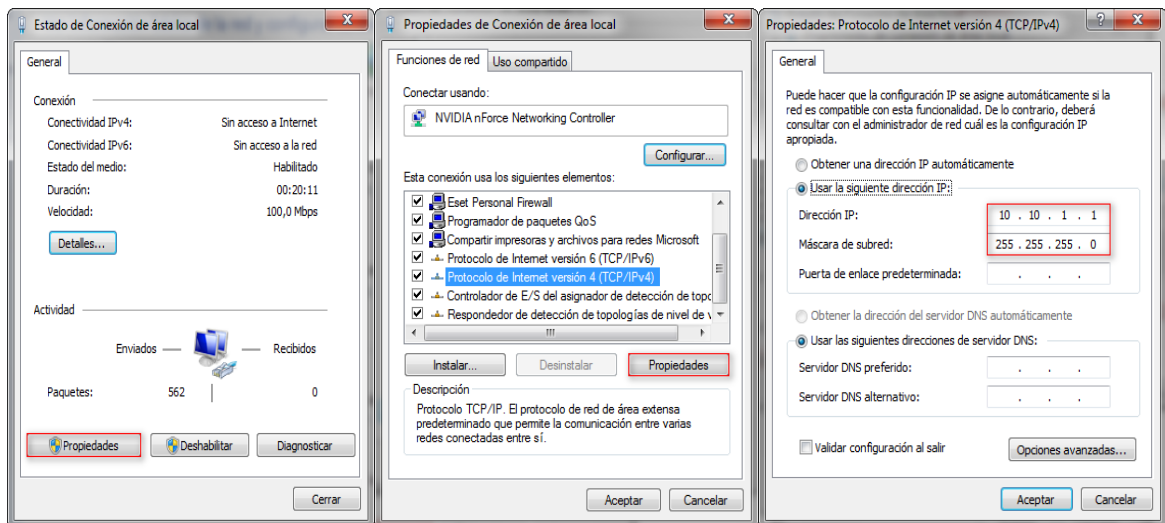 Estado de Conexión de área local
General
Conexión
Conectividad IPv4: Sin acceso a Internet
Conectividad IPv6: Sin acceso a la red
Estado del medio: Habilitado
Duración: 00:20:11
Velocidad: 100,0 Mbps
Detalles...
Actividad
Enviados — Recibidos
Paquetes: 562 0
Propiedades Deshabilitar Diagnosticar
Cerrar
Propiedades de Conexión de área local
Funciones de red Uso compartido
Conectar usando:
NVIDIA nForce Networking Controller
Configurar...
Esta conexión usa los siguientes elementos:
Eset Personal Firewall
Programador de paquetes QoS
Compartir impresoras y archivos para redes Microsoft
Protocolo de Internet versión 6 (TCP/IPv6)
Protocolo de Internet versión 4 (TCP/IPv4)
Controlador de E/S del asignador de detección de topc
Respondedor de detección de topologías de nivel de v
Instalar... Desinstalar Propiedades
Descripción
Protocolo TCP/IP. El protocolo de red de área extensa
predeterminado que permite la comunicación entre varias
redes conectadas entre sí.
Aceptar Cancelar
Propiedades: Protocolo de Internet versión 4 (TCP/IPv4)
General
Puede hacer que la configuración IP se asigne automáticamente si la
red es compatible con esta funcionalidad. De lo contrario, deberá
consultar con el administrador de red cuál es la configuración IP
apropiada.
Obtener una dirección IP automáticamente
Usar la siguiente dirección IP:
Dirección IP: 10 . 10 . 1 . 1
Máscara de subred: 255 . 255 . 255 . 0
Puerta de enlace predeterminada: . . .
Obtener la dirección del servidor DNS automáticamente
Usar las siguientes direcciones de servidor DNS:
Servidor DNS preferido: . . .
Servidor DNS alternativo: . . .
Validar configuración al salir Opciones avanzadas...
Aceptar Cancelar